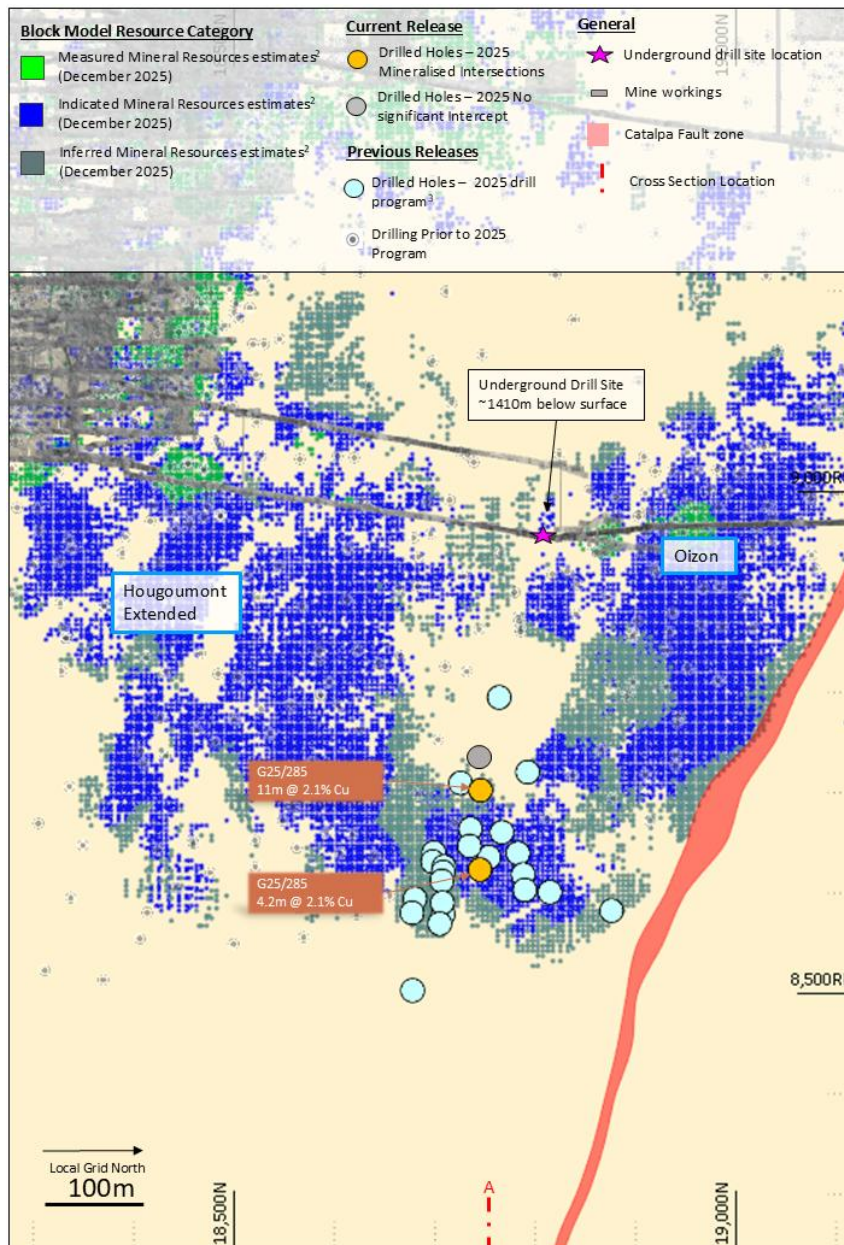 Block Model Resource Category
Measured Mineral Resources estimates²
(December 2025)
Indicated Mineral Resources estimates²
(December 2025)
Inferred Mineral Resources estimates²
(December 2025)
Current Release
Drilled Holes – 2025
Mineralised Intersections
Drilled Holes – 2025 No
significant Intercept
Previous Releases
Drilled Holes – 2025 drill
program³
Drilling Prior to 2025
Program
General
Underground drill site location
Mine workings
Catalpa Fault zone
Cross Section Location
Underground Drill Site
~1410m below surface
9,000R
Oizon
Hougoumont
Extended
G25/285
11m @ 2.1% Cu
G25/285
4.2m @ 2.1% Cu
8,500R
Local Grid North
100m
18,500N
A
19,000N